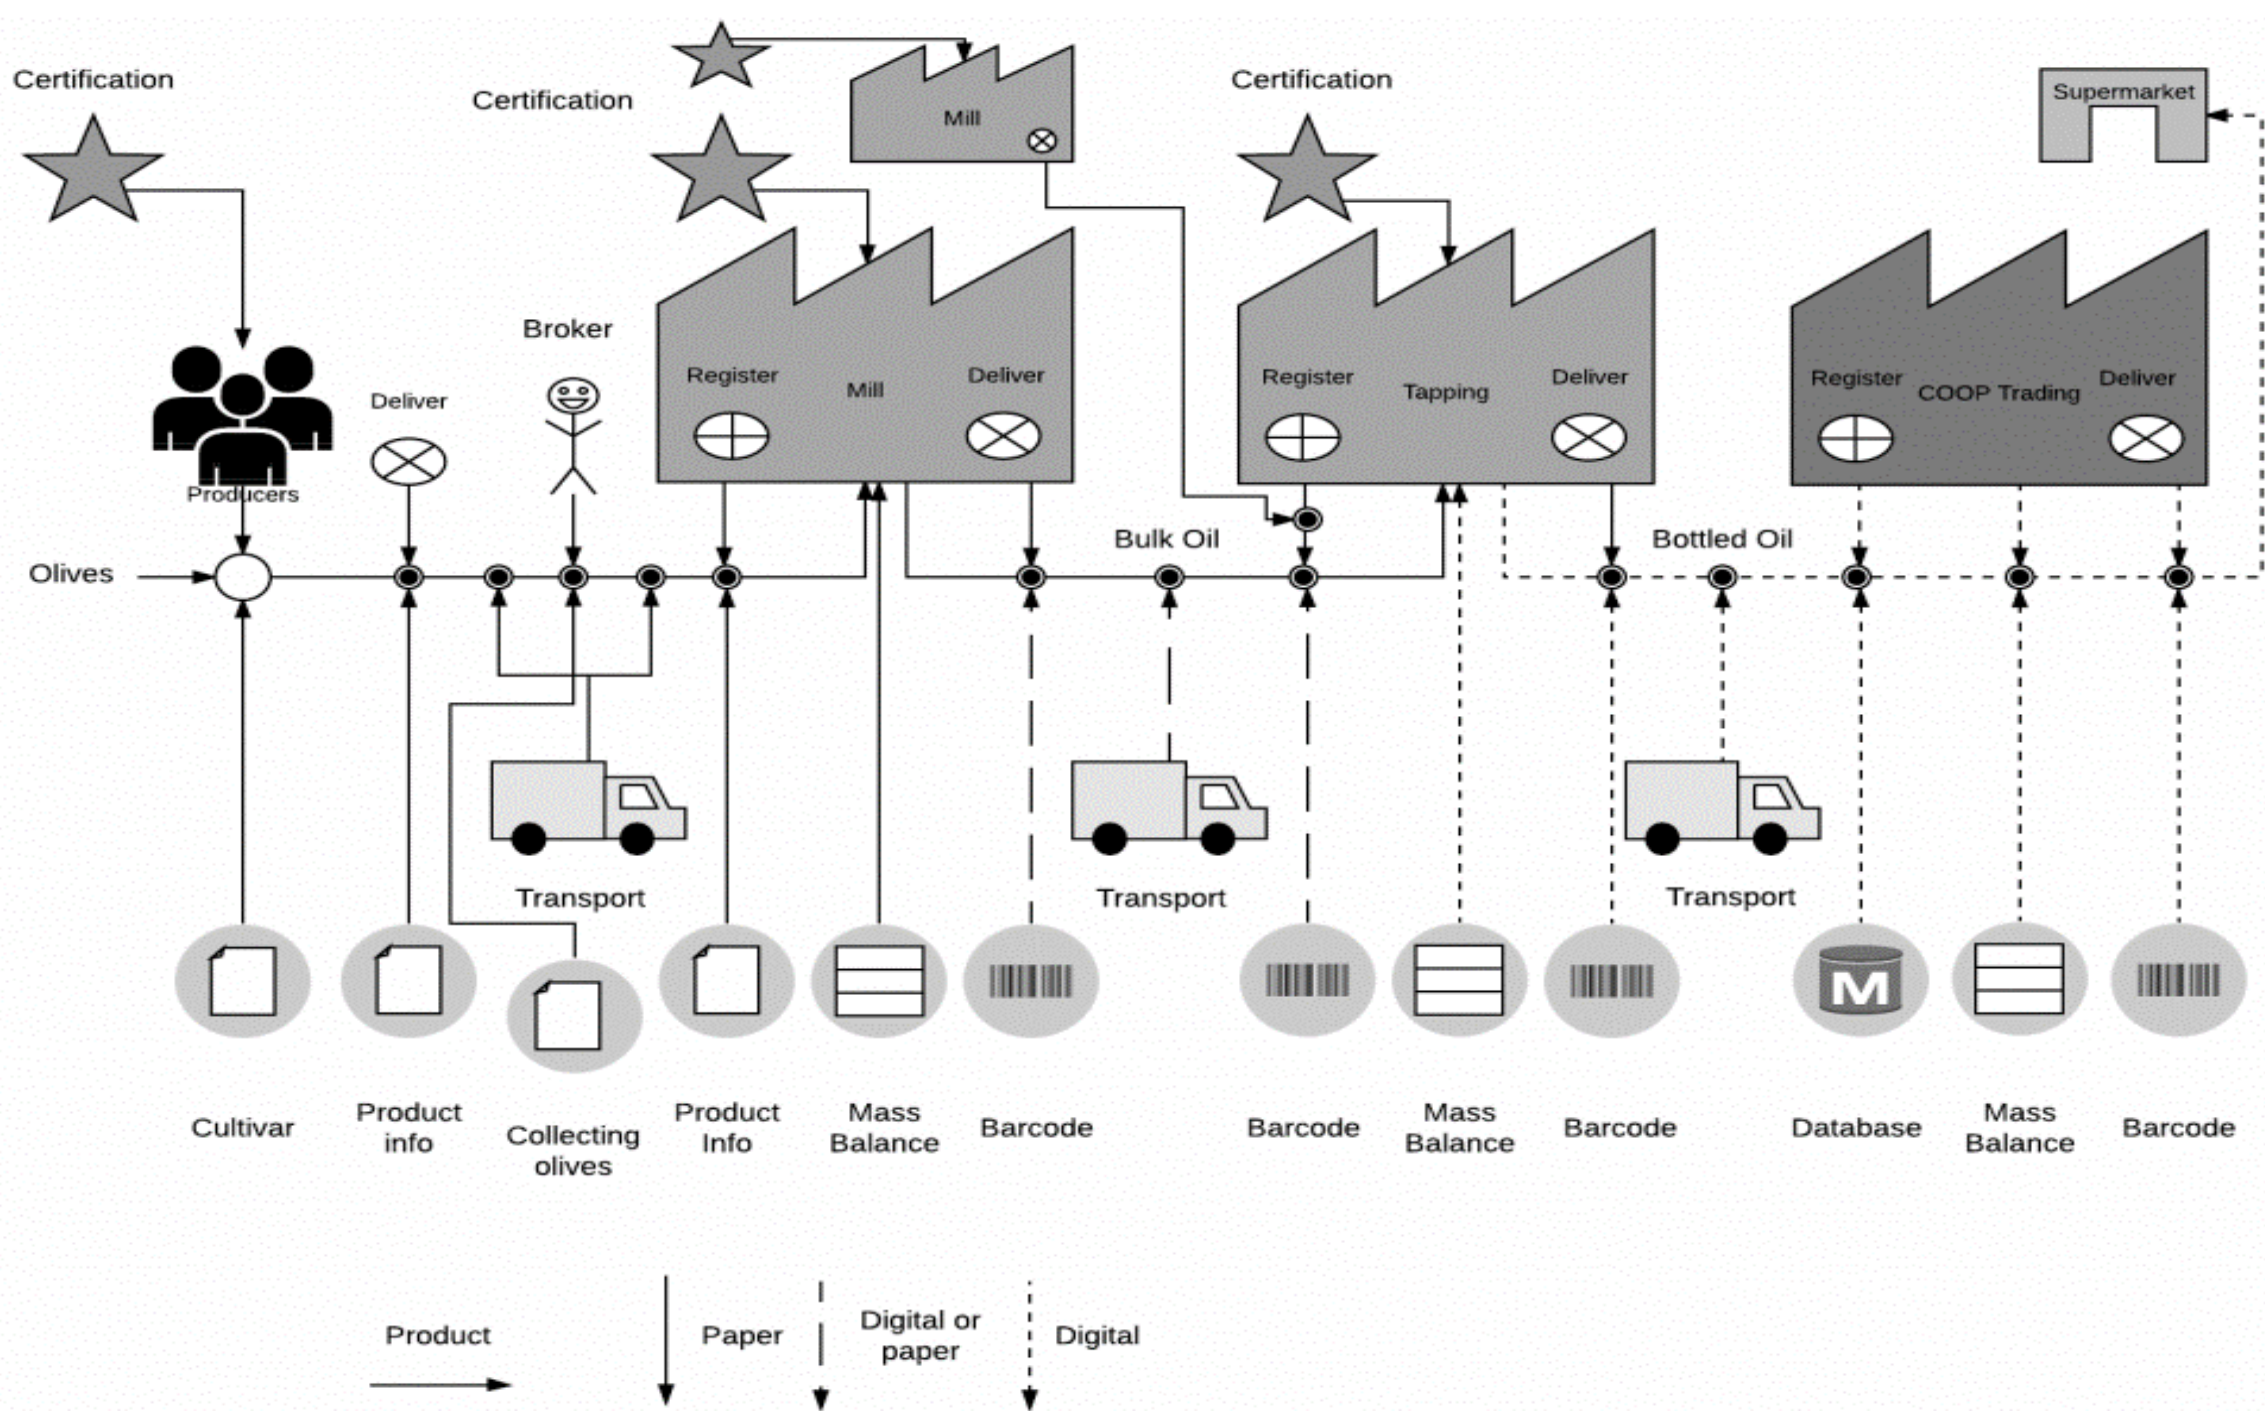 Certification
Certification
Mill
Certification
Supermarket
Broker
Producers
Deliver
Register
Mill
Deliver
Register
Tapping
Deliver
Register
COOP Trading
Deliver
Olives
Bulk Oil
Bottled Oil
Transport
Transport
Transport
M
Cultivar
Product
info
Collecting
olives
Product
Info
Mass
Balance
Barcode
Barcode
Mass
Balance
Barcode
Database
Mass
Balance
Barcode
Product
Paper
Digital or
paper
Digital